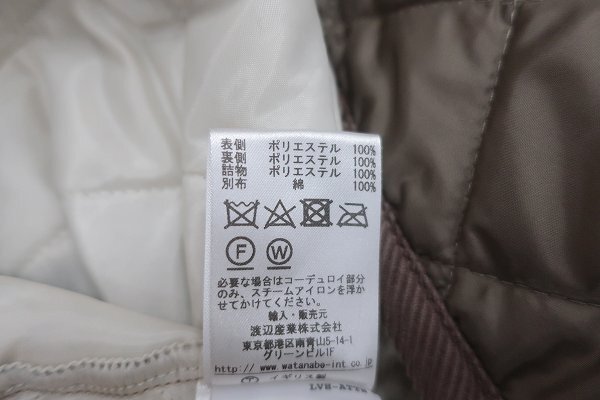 表側 ポリエステル 100%
裏側 ポリエステル 100%
詰物 ポリエステル 100%
別布 綿 100%
F W
必要な場合はコーデュロイ部分
のみ、スチームアイロンを浮か
せてかけてください。
輸入・販売元
渡辺産業株式会社
東京都港区南青山5-14-1
グリーンビル1F
http://www.watanabe-int.co.jp
イギリス製